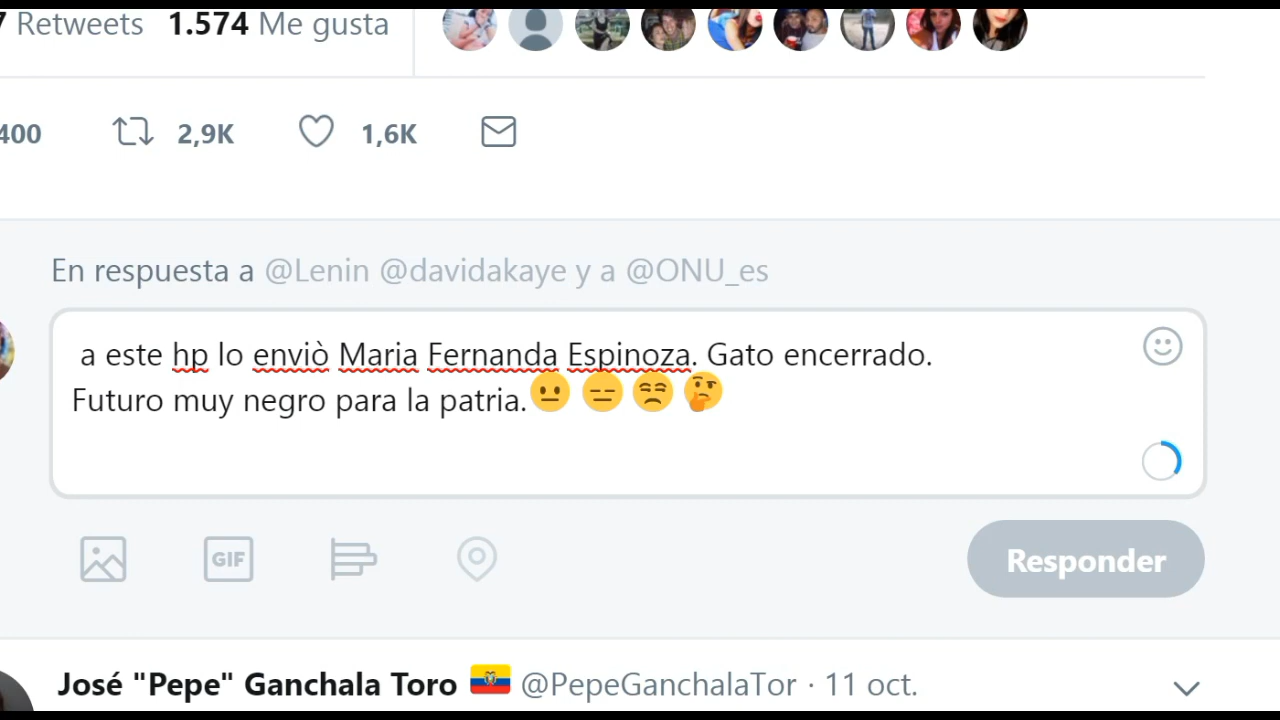 7 Retweets 1.574 Me gusta
400 2,9K 1,6K
En respuesta a @Lenin @davidakaye y a @ONU_es
a este hp lo enviò Maria Fernanda Espinoza. Gato encerrado.
Futuro muy negro para la patria.😐 😑 😒 🤔
GIF
Responder
José "Pepe" Ganchala Toro 🇪🇨 @PepeGanchalaTor · 11 oct.